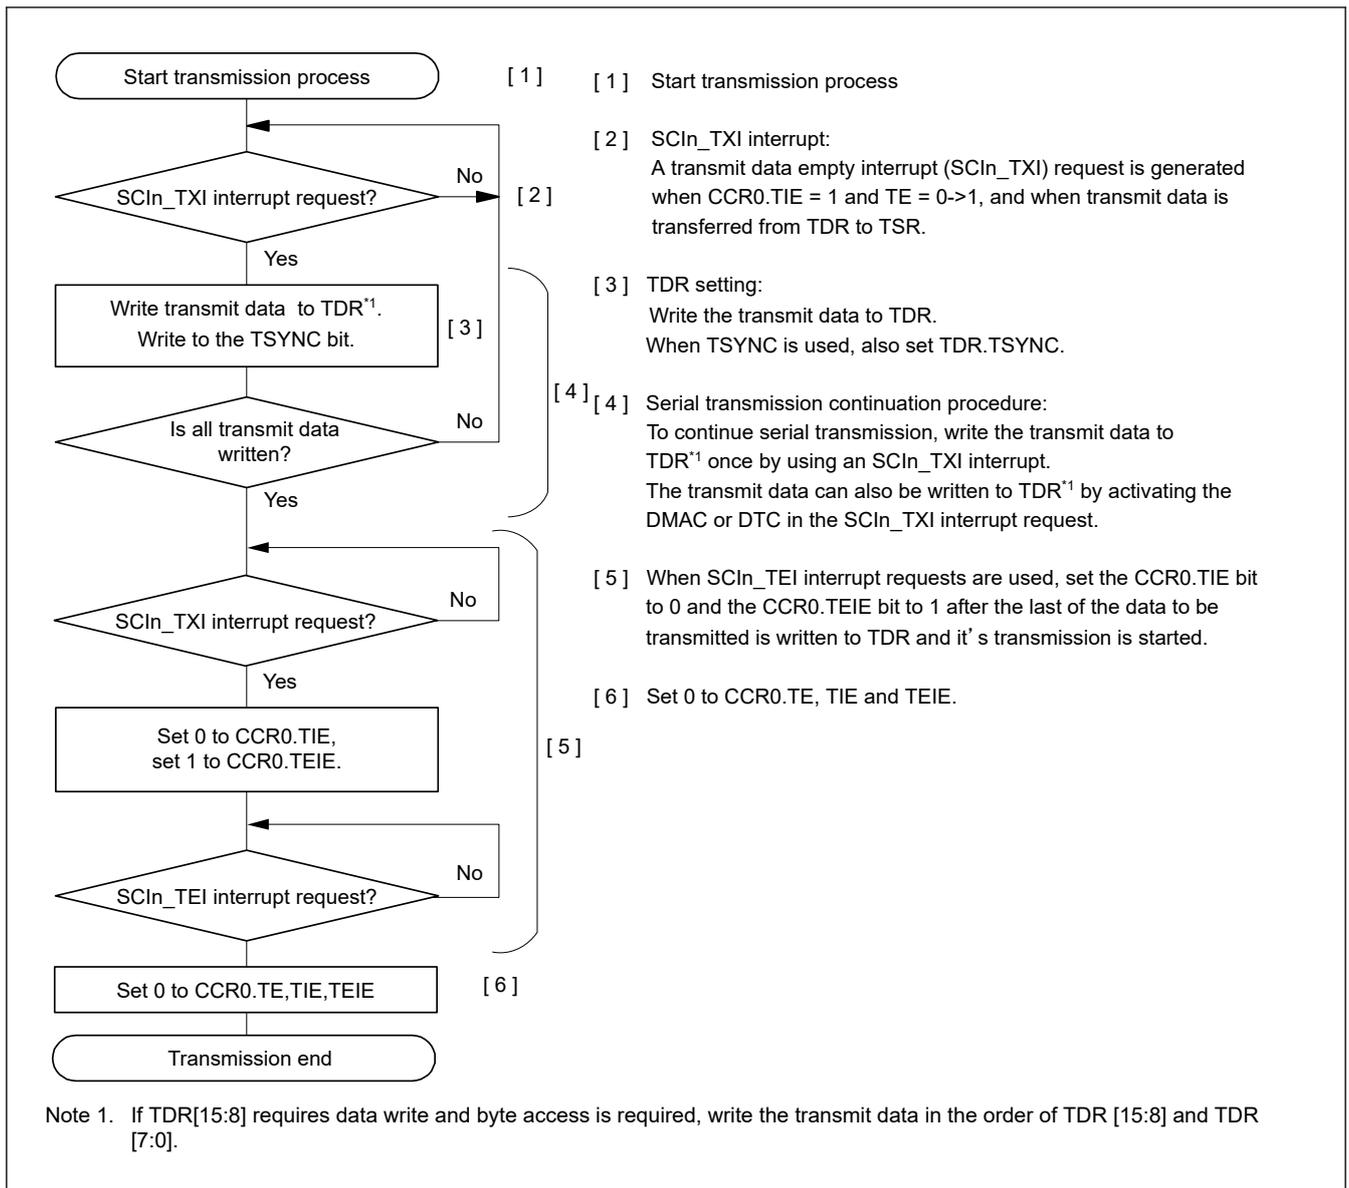 Start transmission process
[ 1 ]
SCIn_TXI interrupt request?
No
[ 2 ]
Yes
Write transmit data  to TDR*1.
Write to the TSYNC bit.
[ 3 ]
[ 4 ]
Is all transmit data
written?
No
Yes
SCIn_TXI interrupt request?
No
Yes
Set 0 to CCR0.TIE,
set 1 to CCR0.TEIE.
[ 5 ]
SCIn_TEI interrupt request?
No
Set 0 to CCR0.TE,TIE,TEIE
[ 6 ]
Transmission end
[ 1 ] Start transmission process
[ 2 ] SCIn_TXI interrupt:
A transmit data empty interrupt (SCIn_TXI) request is generated
when CCR0.TIE = 1 and TE = 0->1, and when transmit data is
transferred from TDR to TSR.
[ 3 ] TDR setting:
Write the transmit data to TDR.
When TSYNC is used, also set TDR.TSYNC.
[ 4 ] Serial transmission continuation procedure:
To continue serial transmission, write the transmit data to
TDR*1 once by using an SCIn_TXI interrupt.
The transmit data can also be written to TDR*1 by activating the
DMAC or DTC in the SCIn_TXI interrupt request.
[ 5 ] When SCIn_TEI interrupt requests are used, set the CCR0.TIE bit
to 0 and the CCR0.TEIE bit to 1 after the last of the data to be
transmitted is written to TDR and it’s transmission is started.
[ 6 ] Set 0 to CCR0.TE, TIE and TEIE.
Note 1. If TDR[15:8] requires data write and byte access is required, write the transmit data in the order of TDR [15:8] and TDR
[7:0].